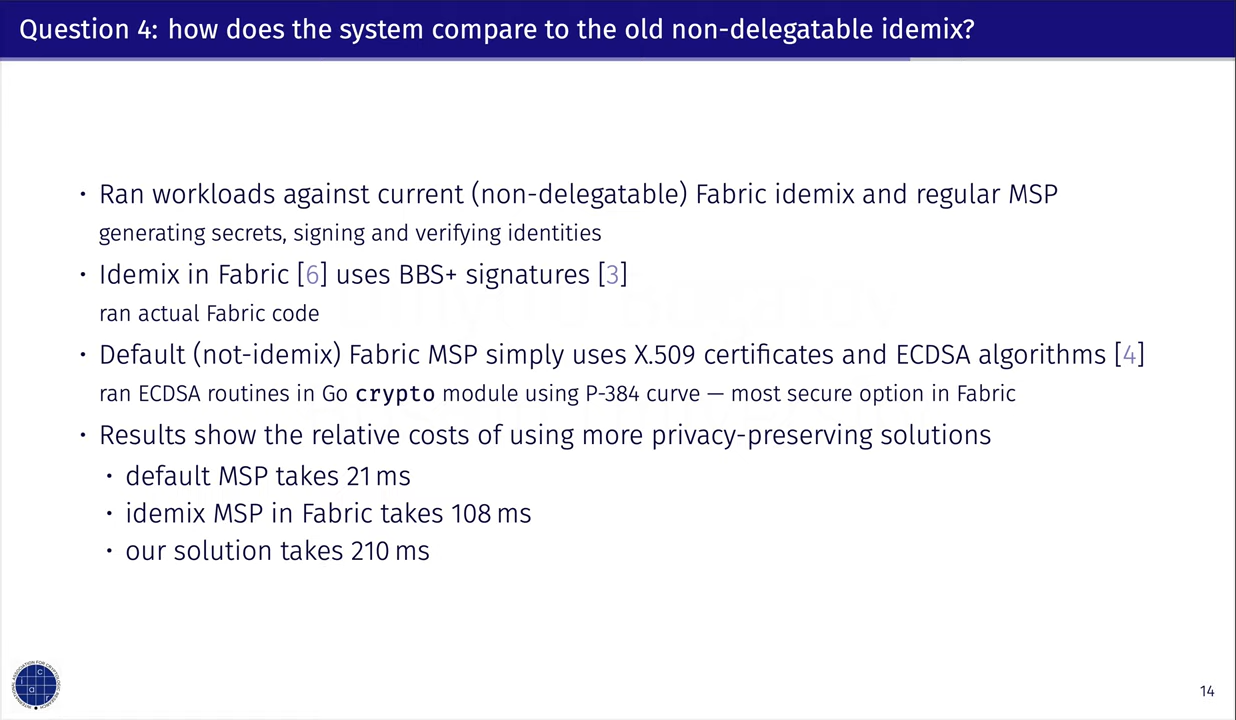 Question 4: how does the system compare to the old non-delegatable idemix?
• Ran workloads against current (non-delegatable) Fabric idemix and regular MSP
generating secrets, signing and verifying identities
• Idemix in Fabric [6] uses BBS+ signatures [3]
ran actual Fabric code
• Default (not-idemix) Fabric MSP simply uses X.509 certificates and ECDSA algorithms [4]
ran ECDSA routines in Go crypto module using P-384 curve — most secure option in Fabric
• Results show the relative costs of using more privacy-preserving solutions
• default MSP takes 21 ms
• idemix MSP in Fabric takes 108 ms
• our solution takes 210 ms
14